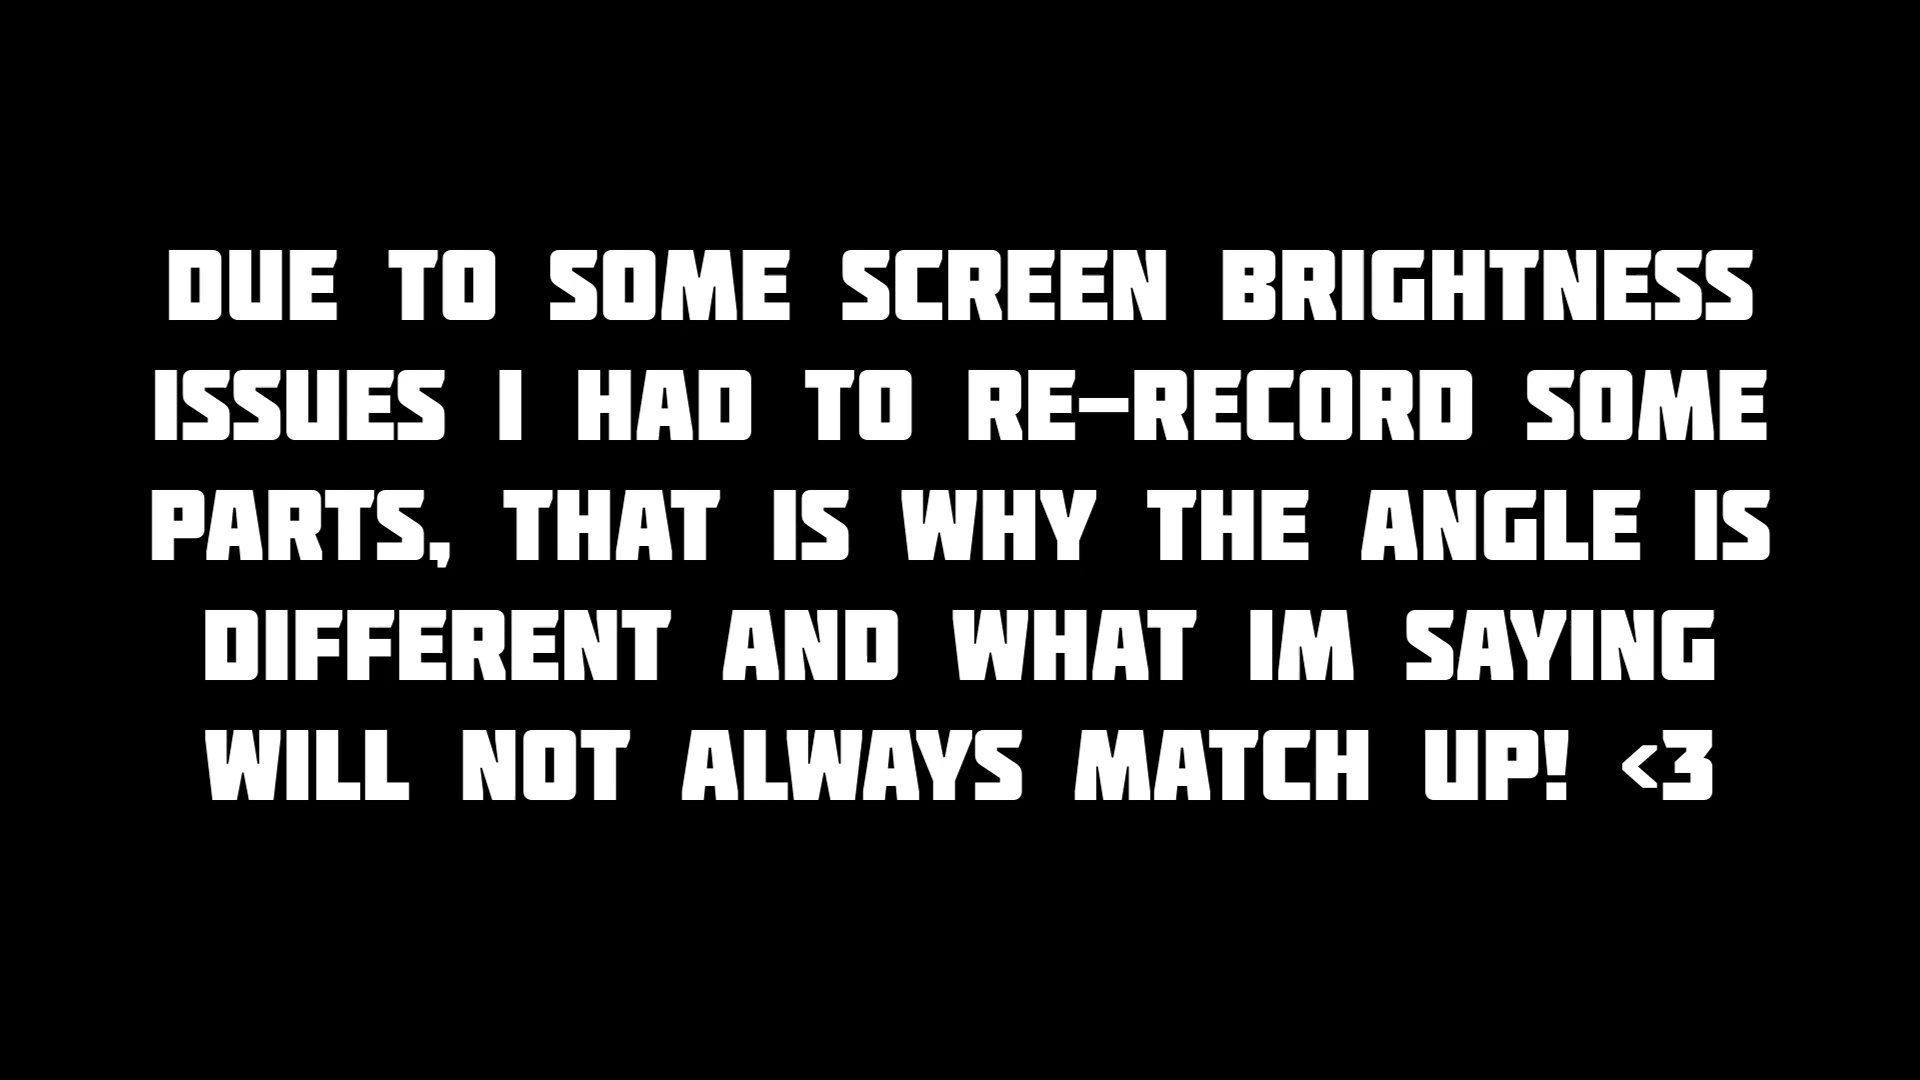 DUE TO SOME SCREEN BRIGHTNESS
ISSUES I HAD TO RE-RECORD SOME
PARTS, THAT IS WHY THE ANGLE IS
DIFFERENT AND WHAT IM SAYING
WILL NOT ALWAYS MATCH UP! <3